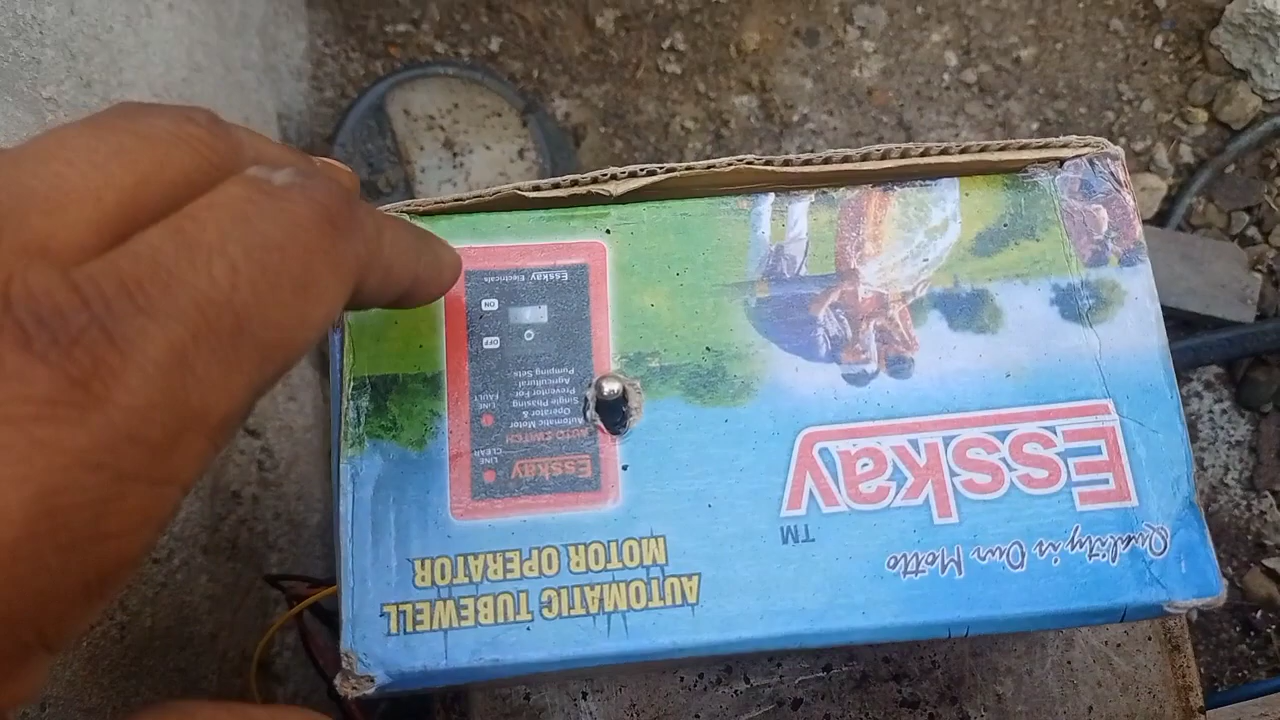 Quality is Our Motto
Esskay TM
AUTOMATIC TUBEWELL
MOTOR OPERATOR
Esskay
AUTO SWITCH
Automatic Motor
Operator &
Single Phasing
Preventor For
Agricultural
Pumping Sets
LINE
CLEAR
LINE
FAULT
OFF
ON
Esskay Electricals